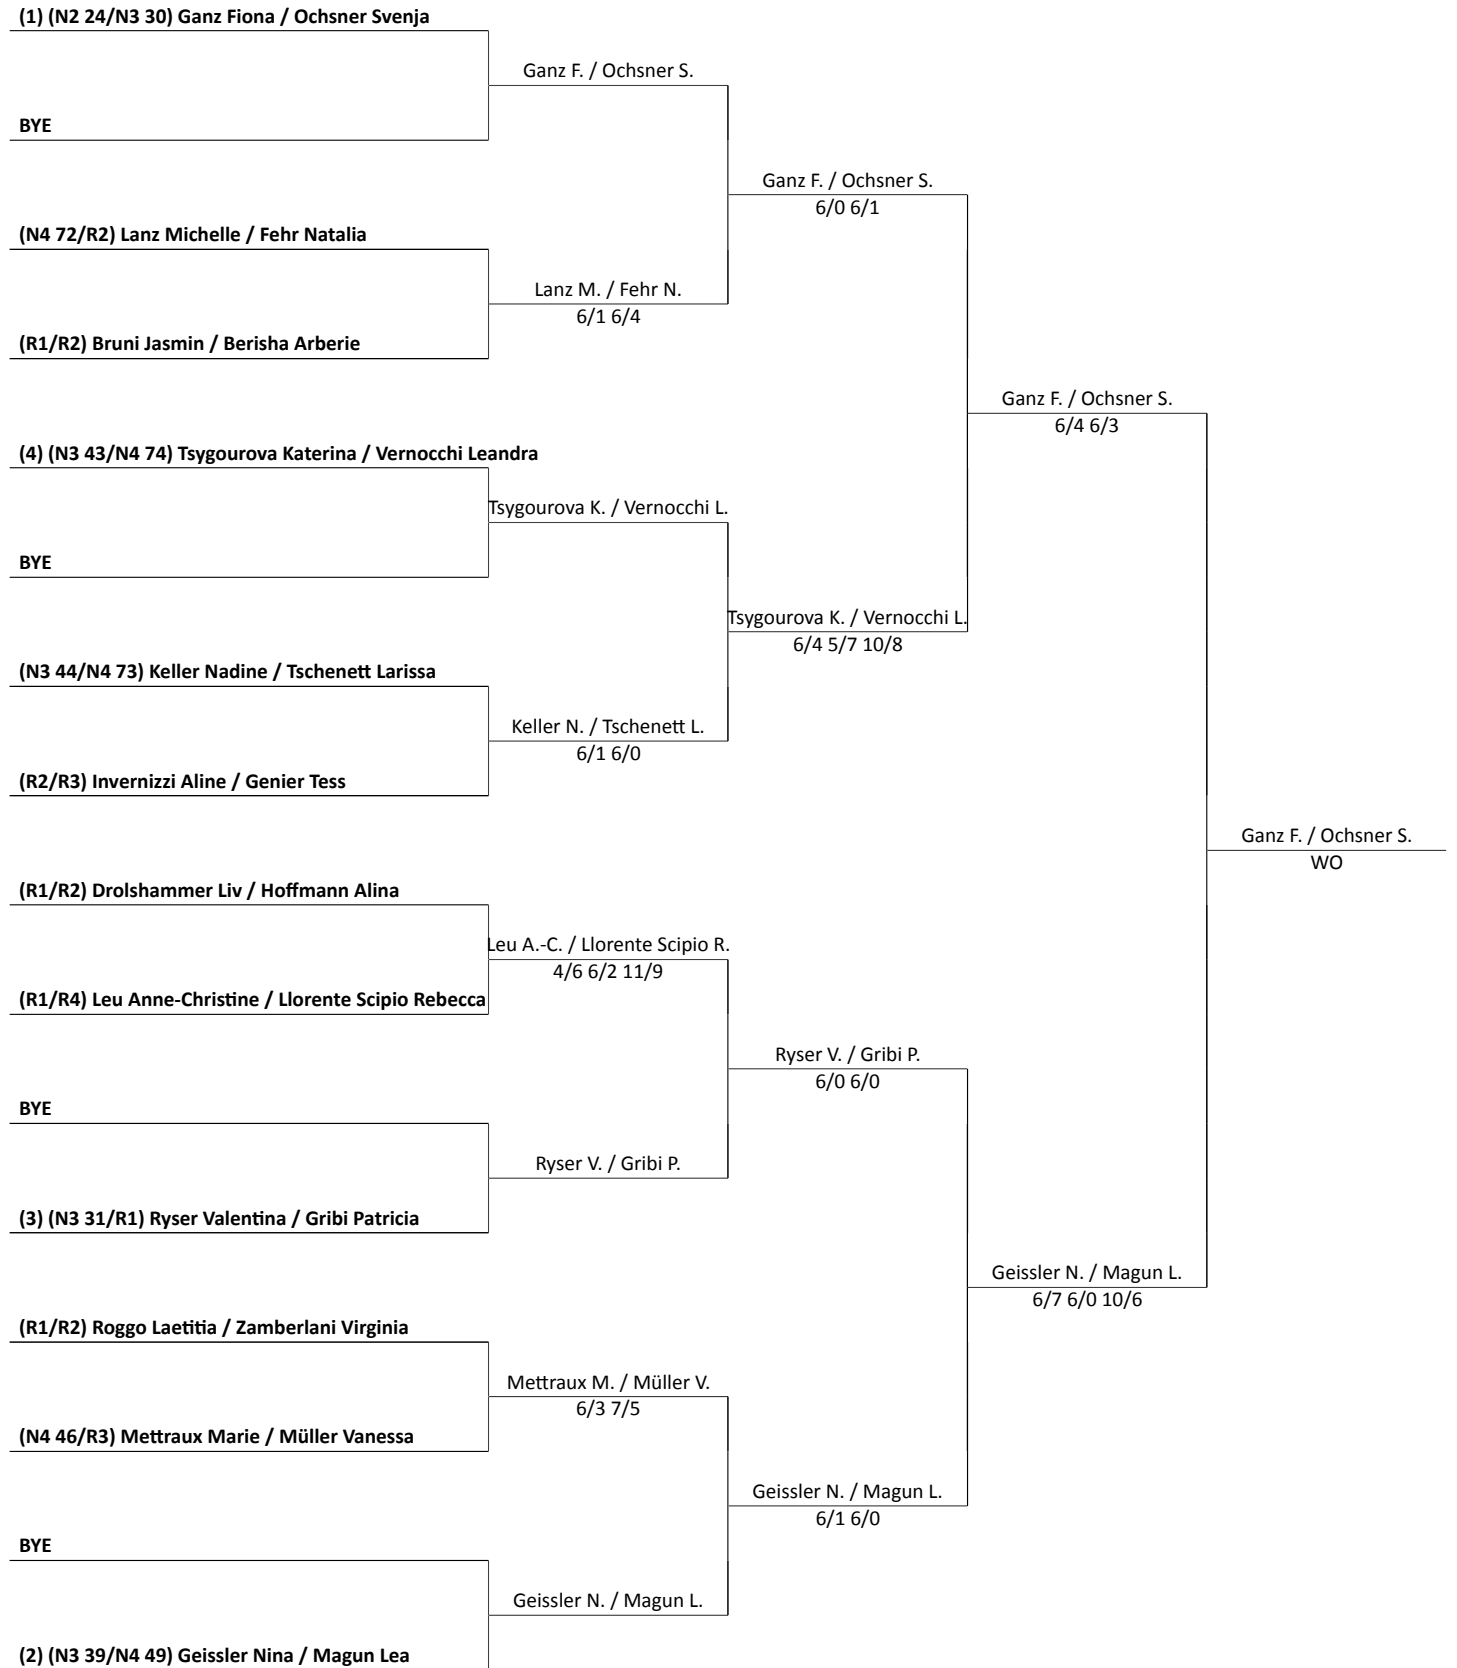 (1) (N2 24/N3 30) Ganz Fiona / Ochsner Svenja
Ganz F. / Ochsner S.
BYE
Ganz F. / Ochsner S.
6/0 6/1
(N4 72/R2) Lanz Michelle / Fehr Natalia
Lanz M. / Fehr N.
6/1 6/4
(R1/R2) Bruni Jasmin / Berisha Arberie
Ganz F. / Ochsner S.
6/4 6/3
(4) (N3 43/N4 74) Tsygourova Katerina / Vernocchi Leandra
Tsygourova K. / Vernocchi L.
BYE
Tsygourova K. / Vernocchi L.
6/4 5/7 10/8
(N3 44/N4 73) Keller Nadine / Tschenett Larissa
Keller N. / Tschenett L.
6/1 6/0
(R2/R3) Invernizzi Aline / Genier Tess
Ganz F. / Ochsner S.
WO
(R1/R2) Drolshammer Liv / Hoffmann Alina
Leu A.-C. / Llorente Scipio R.
4/6 6/2 11/9
(R1/R4) Leu Anne-Christine / Llorente Scipio Rebecca
Ryser V. / Gribi P.
6/0 6/0
BYE
Ryser V. / Gribi P.
(3) (N3 31/R1) Ryser Valentina / Gribi Patricia
Geissler N. / Magun L.
6/7 6/0 10/6
(R1/R2) Roggo Laetitia / Zamberlani Virginia
Mettraux M. / Müller V.
6/3 7/5
(N4 46/R3) Mettraux Marie / Müller Vanessa
Geissler N. / Magun L.
6/1 6/0
BYE
Geissler N. / Magun L.
(2) (N3 39/N4 49) Geissler Nina / Magun Lea